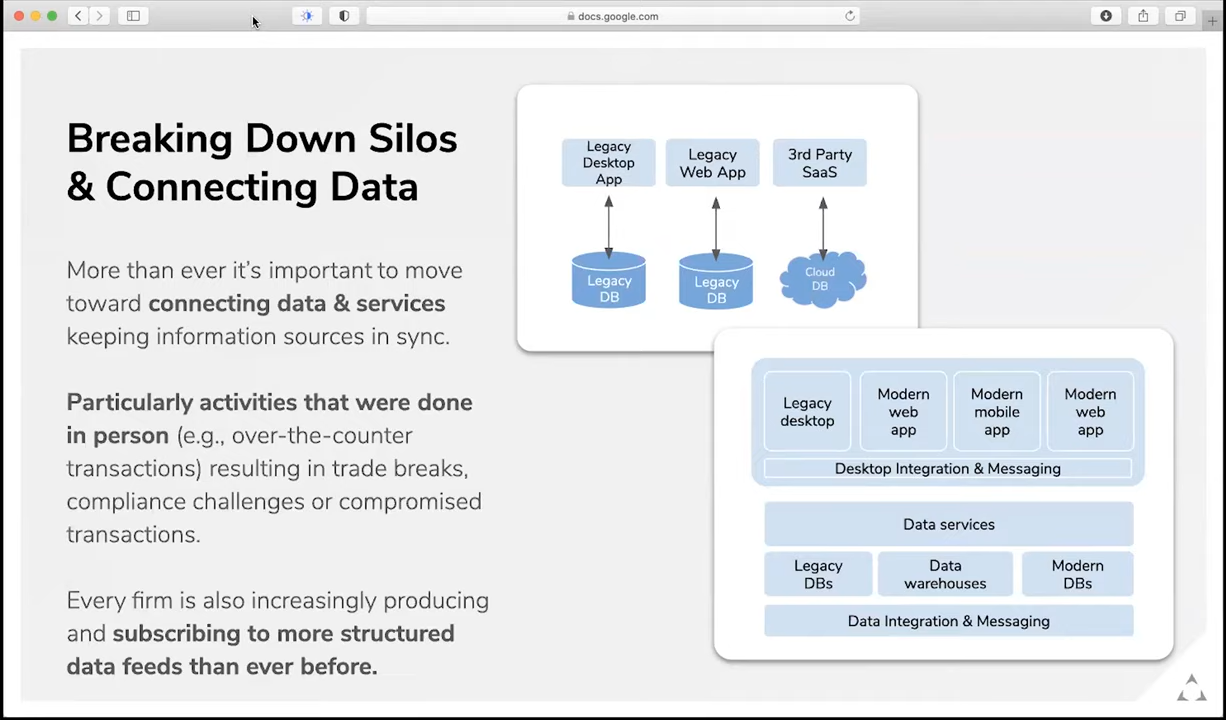 docs.google.com
Breaking Down Silos
& Connecting Data
More than ever it’s important to move
toward connecting data & services
keeping information sources in sync.
Particularly activities that were done
in person (e.g., over-the-counter
transactions) resulting in trade breaks,
compliance challenges or compromised
transactions.
Every firm is also increasingly producing
and subscribing to more structured
data feeds than ever before.
Legacy
Desktop
App
Legacy
Web App
3rd Party
SaaS
Legacy
DB
Legacy
DB
Cloud
DB
Legacy
desktop
Modern
web
app
Modern
mobile
app
Modern
web
app
Desktop Integration & Messaging
Data services
Legacy
DBs
Data
warehouses
Modern
DBs
Data Integration & Messaging